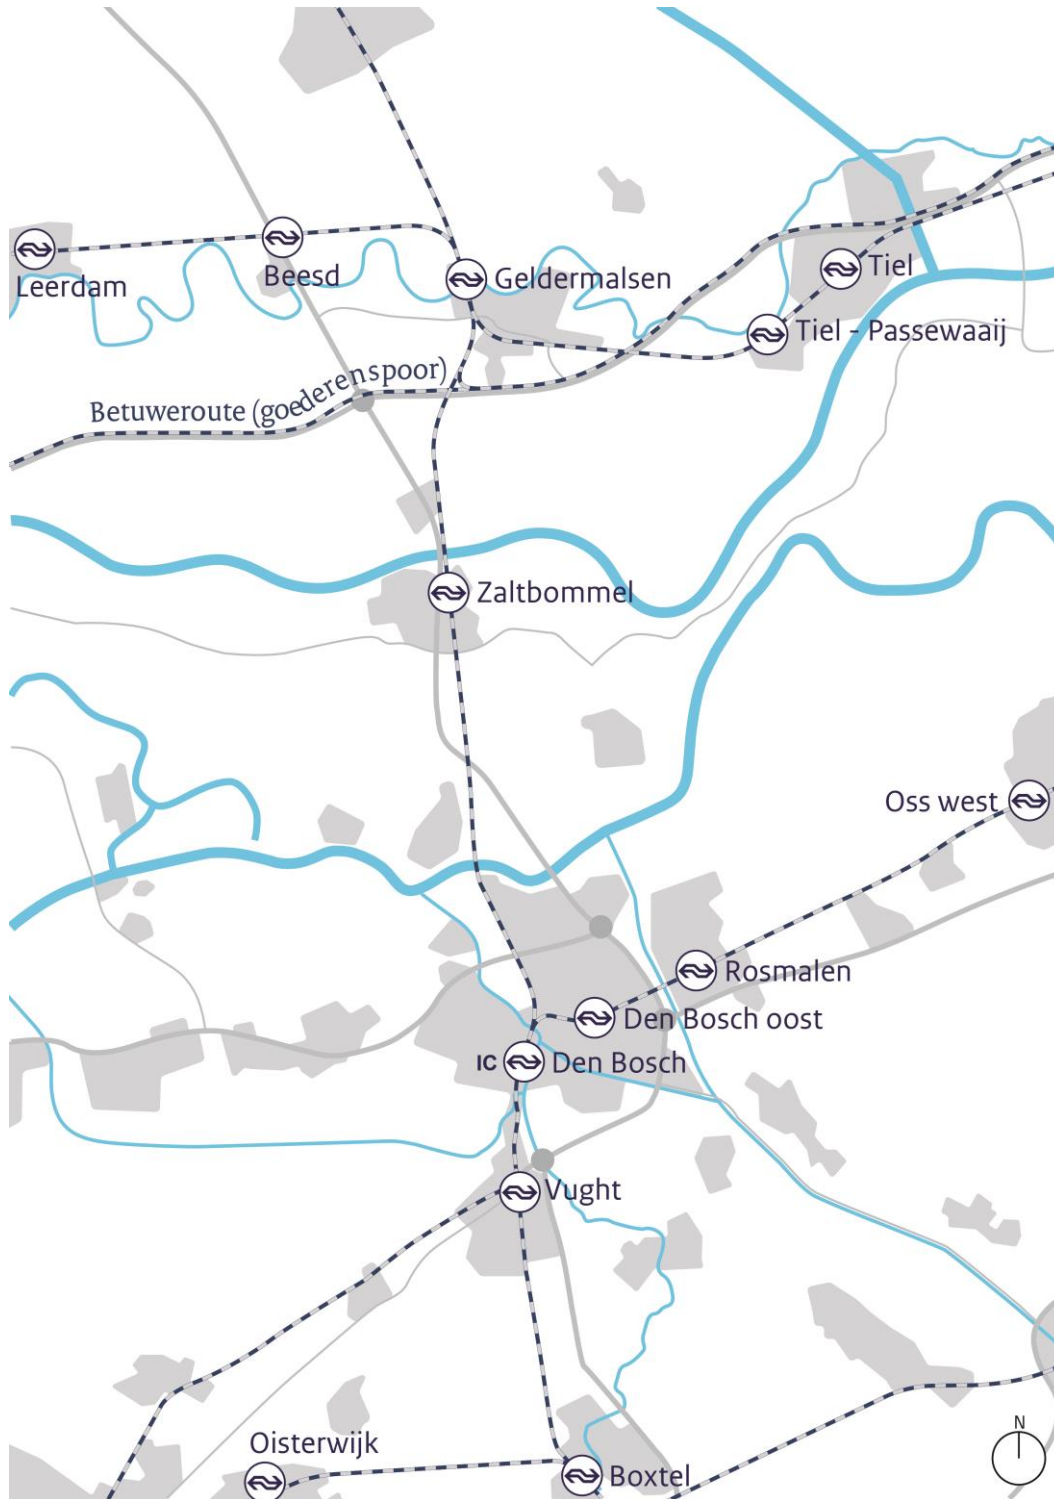 Leerdam
Beesd
Geldermalsen
Tiel
Tiel - Passewaaij
Betuweroute (goederenspoor)
Zaltbommel
Oss west
Rosmalen
Den Bosch oost
IC Den Bosch
Vught
Oisterwijk
Boxtel
N